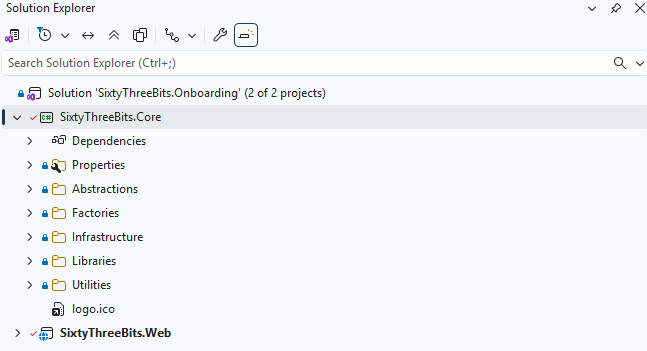 Solution Explorer
Search Solution Explorer (Ctrl+;)
Solution 'SixtyThreeBits.Onboarding' (2 of 2 projects)
C# SixtyThreeBits.Core
Dependencies
Properties
Abstractions
Factories
Infrastructure
Libraries
Utilities
logo.ico
SixtyThreeBits.Web